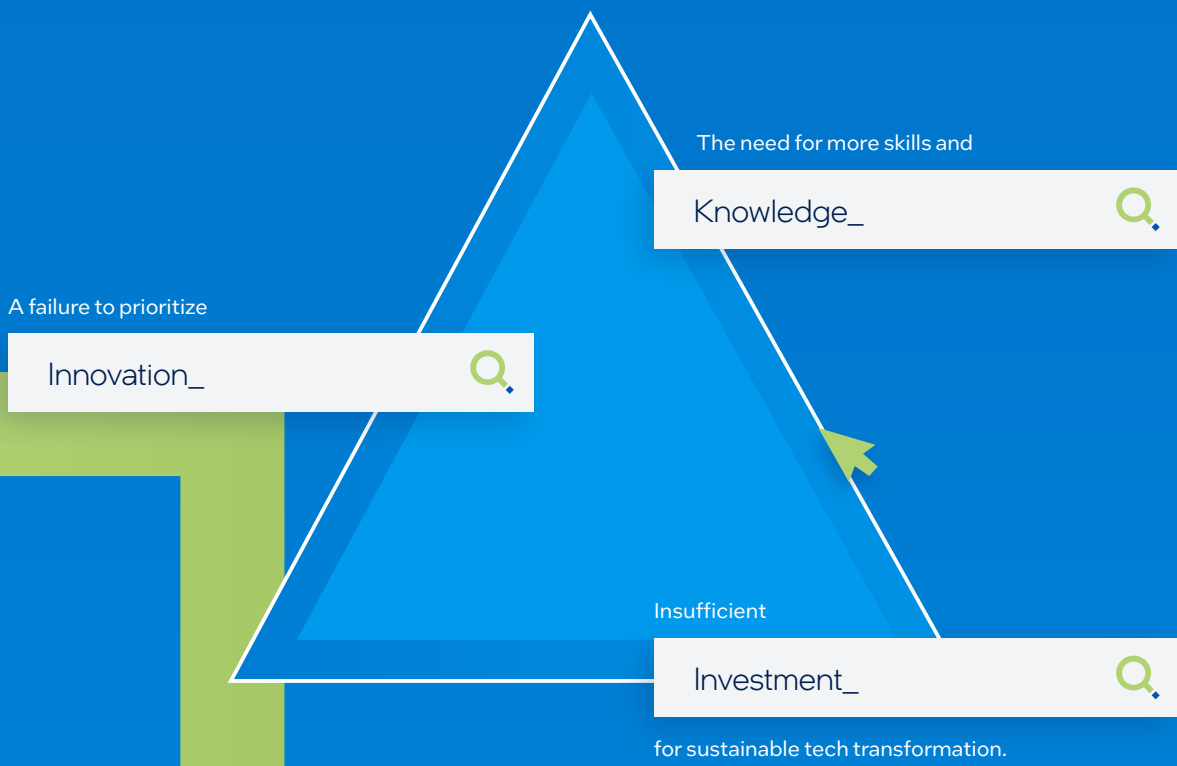 The need for more skills and
Knowledge_
A failure to prioritize
Innovation_
Insufficient
Investment_
for sustainable tech transformation.